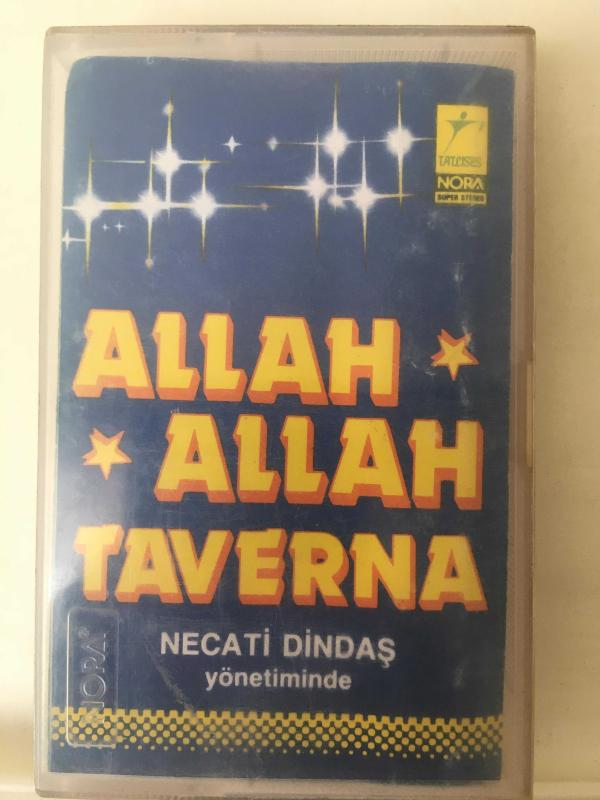 TATLISES
NORA
SUPER STEREO
ALLAH
ALLAH
TAVERNA
NECATİ DİNDAŞ
yönetiminde
NORA®